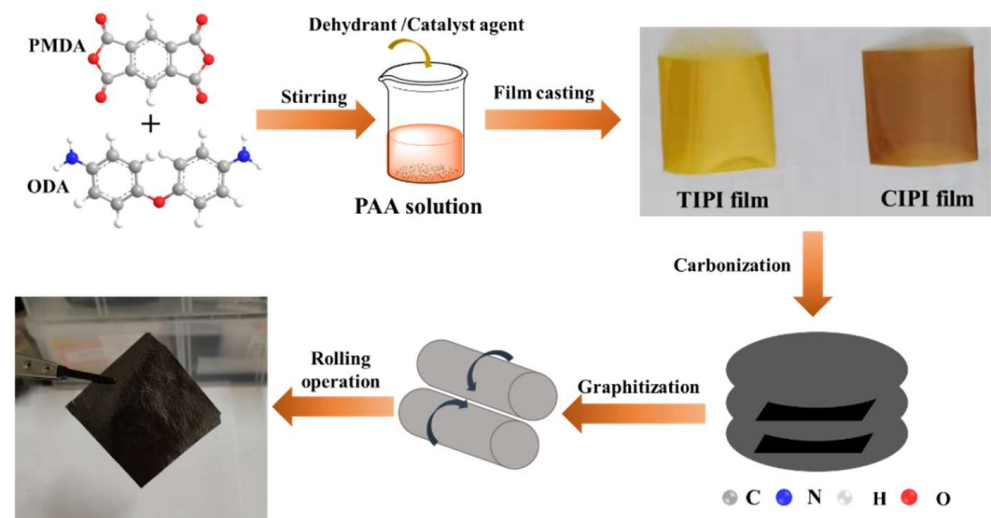 PMDA
+
ODA
Stirring
Dehydrant /Catalyst agent
PAA solution
Film casting
TIPI film
CIPI film
Carbonization
Graphitization
Rolling
operation
C N H O